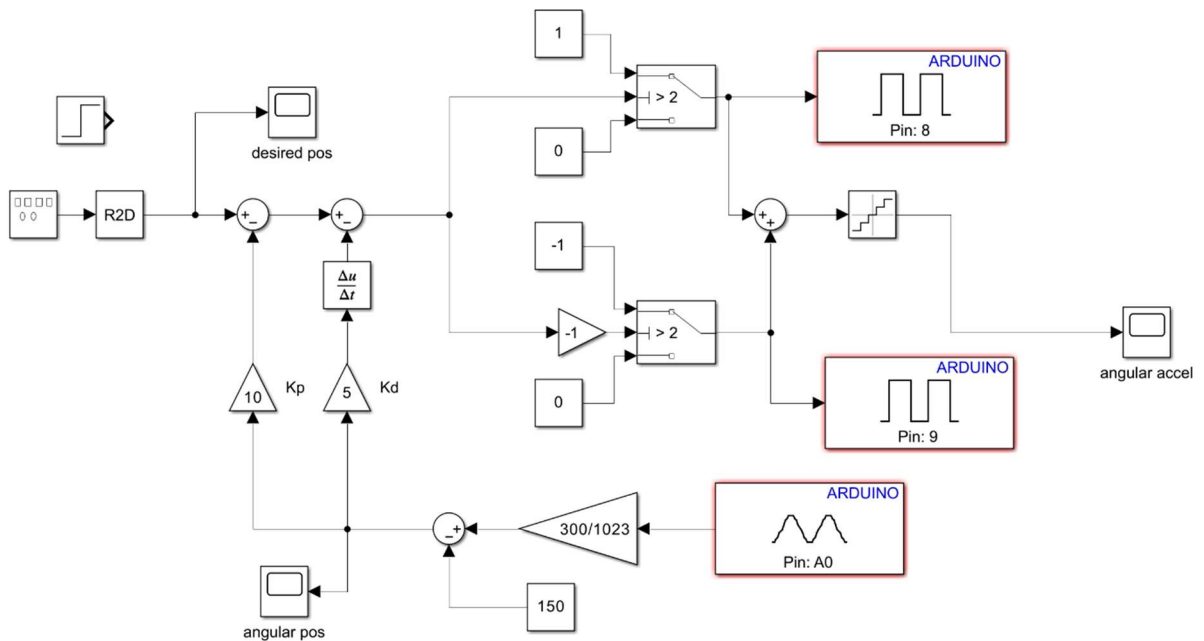 1
> 2
0
ARDUINO
Pin: 8
desired pos
R2D
+
−
+
−
+
+
Δu
Δt
-1
-1
> 2
0
ARDUINO
Pin: 9
angular accel
10
Kp
5
Kd
−
+
300/1023
ARDUINO
Pin: A0
150
angular pos